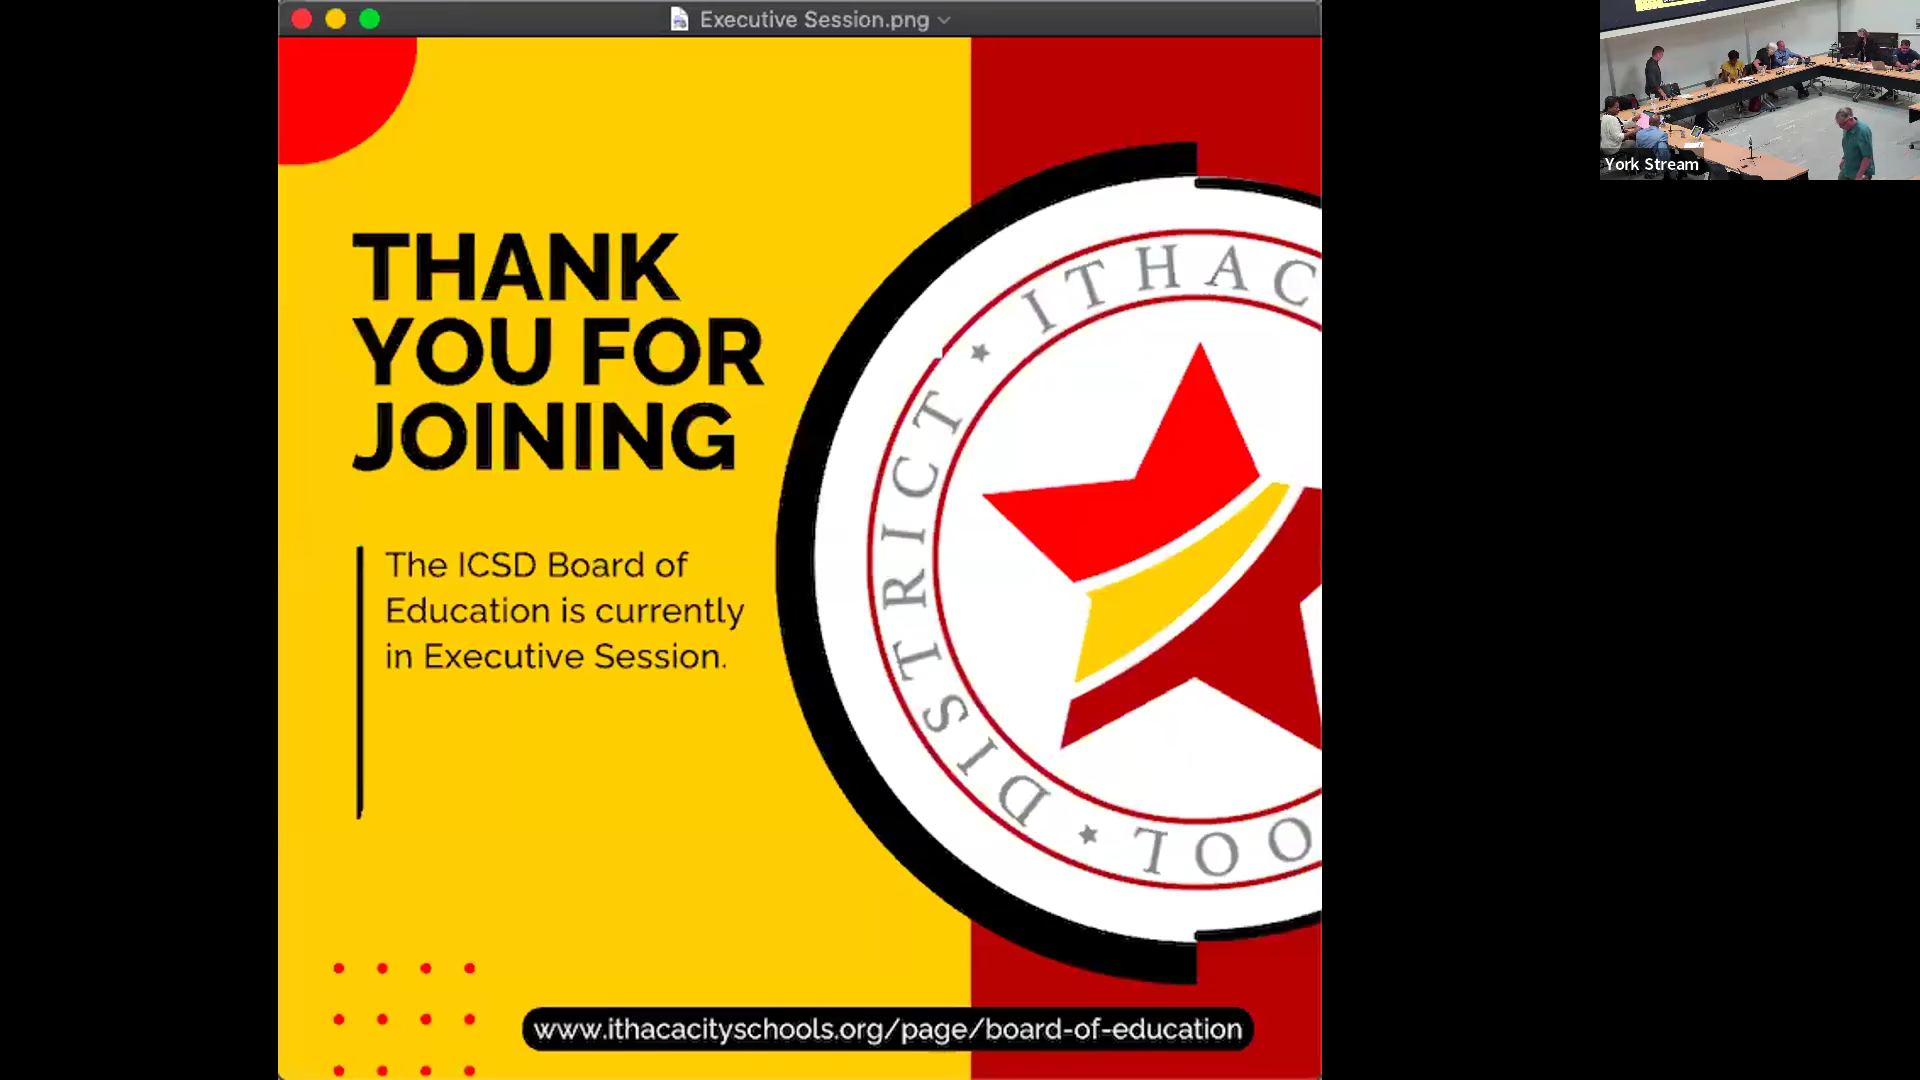 Executive Session.png
York Stream
THANK
YOU FOR
JOINING
The ICSD Board of
Education is currently
in Executive Session.
DISTRICT ★ ITHAC
OOL
www.ithacacityschools.org/page/board-of-education